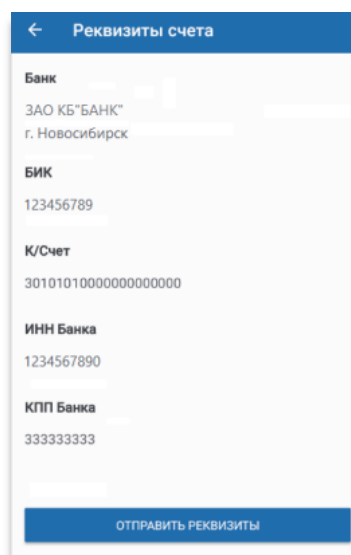 Реквизиты счета
Банк
ЗАО КБ"БАНК"
г. Новосибирск
БИК
123456789
К/Счет
30101010000000000000
ИНН Банка
1234567890
КПП Банка
333333333
ОТПРАВИТЬ РЕКВИЗИТЫ